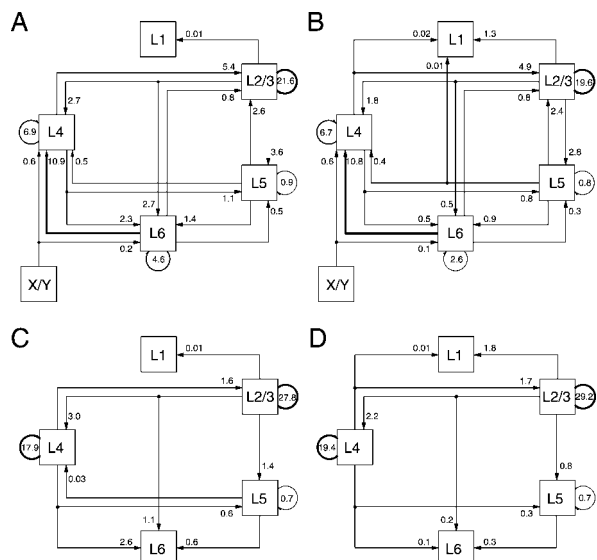 A
L1
0.01
5.4
L2/3
21.6
2.7
0.8
6.9
L4
2.6
0.6
10.9
0.5
3.6
L5
0.9
1.1
2.7
2.3
1.4
0.5
L6
0.2
4.6
X/Y
B
0.02
L1
1.3
0.01
4.9
L2/3
19.6
1.8
0.8
6.7
L4
2.4
0.6
10.8
0.4
2.8
L5
0.8
0.8
0.5
0.5
0.9
0.3
L6
0.1
2.6
X/Y
C
L1
0.01
1.6
L2/3
27.8
3.0
17.9
L4
1.4
0.03
L5
0.7
0.6
1.1
2.6
0.6
L6
D
0.01
L1
1.8
1.7
L2/3
29.2
2.2
19.4
L4
0.8
L5
0.7
0.3
0.2
0.1
0.3
L6